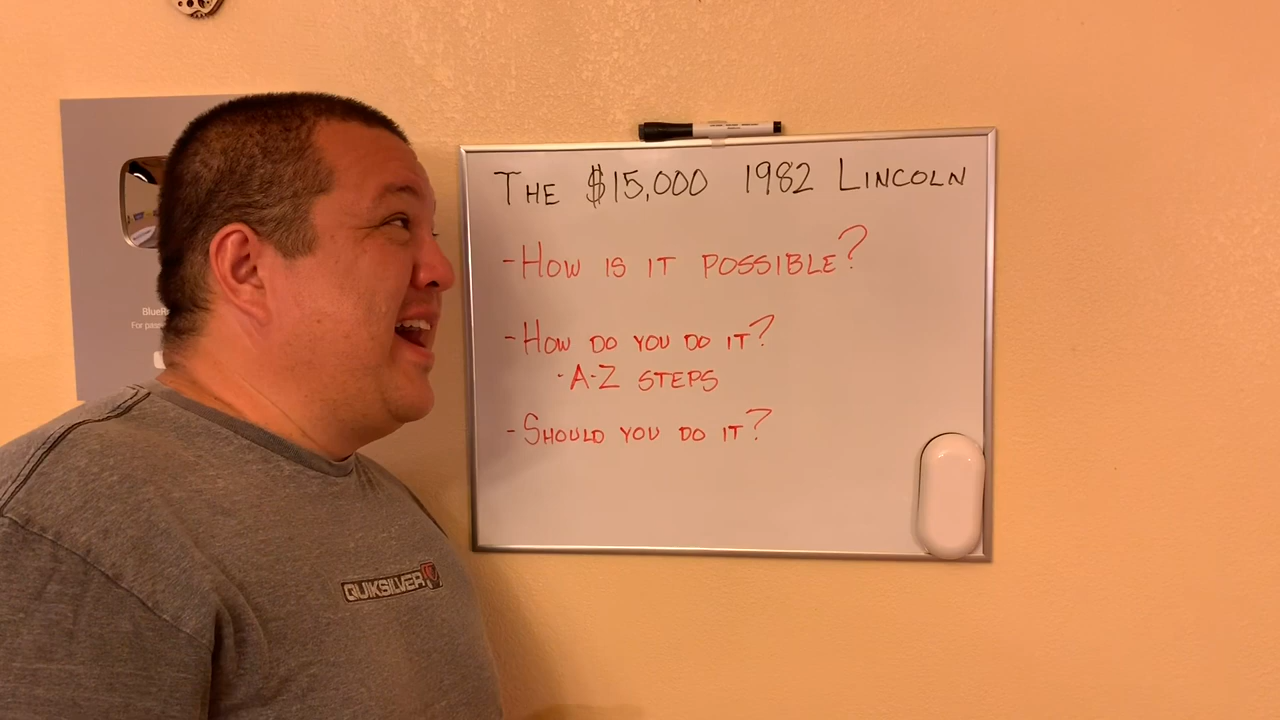 THE $15,000 1982 LINCOLN
-HOW IS IT POSSIBLE?
-HOW DO YOU DO IT?
-A-Z STEPS
-SHOULD YOU DO IT?
For
QUIKSILVER